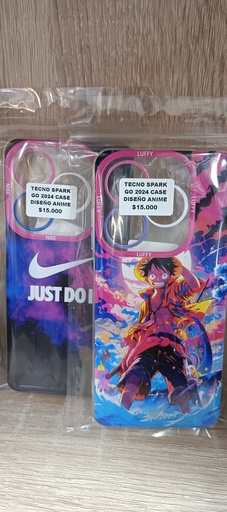 TECNO SPARK
GO 2024 CASE
DISEÑO ANIME
$15.000
NIKE
NIKE
JUST DO I
LUFFY
TECNO SPARK
GO 2024 CASE
DISEÑO ANIME
$15.000
LUFFY